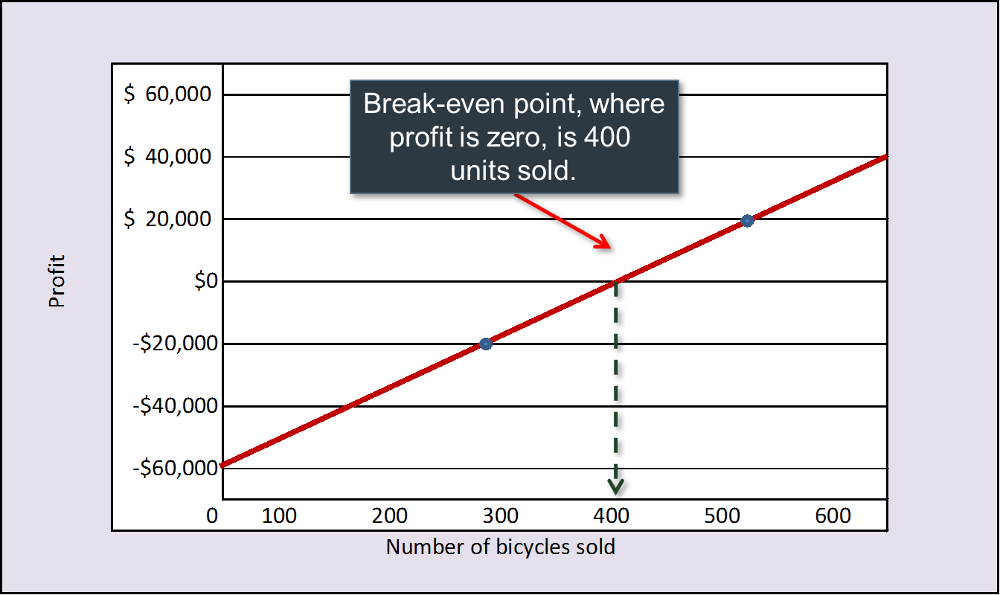 $ 60,000
Break-even point, where
profit is zero, is 400
units sold.
$ 40,000
$ 20,000
$0
Profit
-$20,000
-$40,000
-$60,000
0 100 200 300 400 500 600
Number of bicycles sold